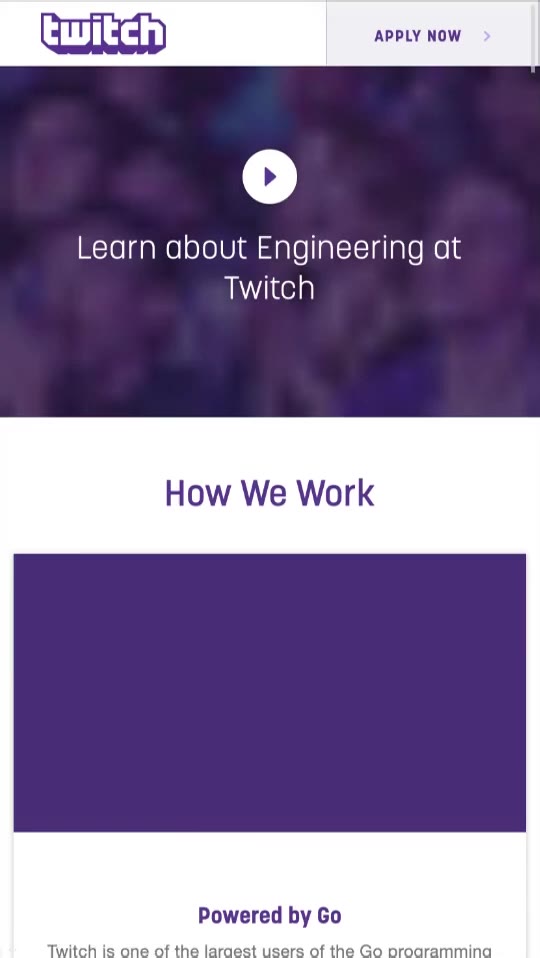 twitch
APPLY NOW
Learn about Engineering at
Twitch
How We Work
Powered by Go
Twitch is one of the largest users of the Go programming